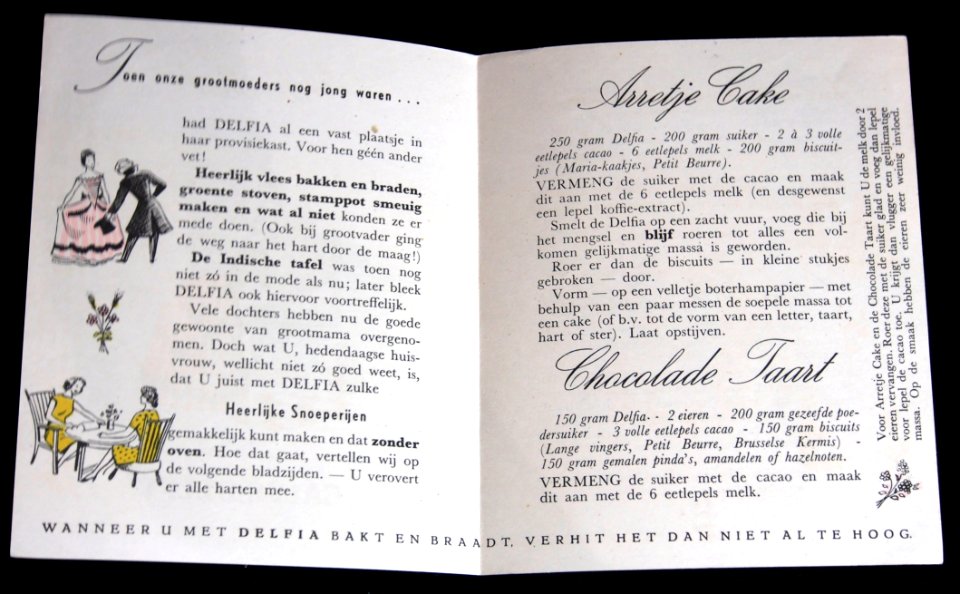 Toen onze grootmoeders nog jong waren . . .
had DELFIA al een vast plaatsje in
haar provisiekast. Voor hen géén ander
vet!
Heerlijk vlees bakken en braden,
groente stoven, stamppot smeuig
maken en wat al niet konden ze er
mede doen. (Ook bij grootvader ging
de weg naar het hart door de maag!)
De Indische tafel was toen nog
niet zó in de mode als nu; later bleek
DELFIA ook hiervoor voortreffelijk.
Vele dochters hebben nu de goede
gewoonte van grootmama overgeno-
men. Doch wat U, hedendaagse huis-
vrouw, wellicht niet zó goed weet, is,
dat U juist met DELFIA zulke
Heerlijke Snoeperijen
gemakkelijk kunt maken en dat zonder
oven. Hoe dat gaat, vertellen wij op
de volgende bladzijden. — U verovert
er alle harten mee.
Arretje Cake
250 gram Delfia - 200 gram suiker - 2 à 3 volle
eetlepels cacao - 6 eetlepels melk - 200 gram biscuit-
jes (Maria-kaakjes, Petit Beurre).
VERMENG de suiker met de cacao en maak
dit aan met de 6 eetlepels melk (en desgewenst
een lepel koffie-extract).
Smelt de Delfia op een zacht vuur, voeg die bij
het mengsel en blijf roeren tot alles een vol-
komen gelijkmatige massa is geworden.
Roer er dan de biscuits — in kleine stukjes
gebroken — door.
Vorm — op een velletje boterhampapier — met
behulp van een paar messen de soepele massa tot
een cake (of b.v. tot de vorm van een letter, taart,
hart of ster). Laat opstijven.
Chocolade Taart
150 gram Delfia - 2 eieren - 200 gram gezeefde poe-
dersuiker - 3 volle eetlepels cacao - 150 gram biscuits
(Lange vingers, Petit Beurre, Brusselse Kermis) -
150 gram gemalen pinda's, amandelen of hazelnoten.
VERMENG de suiker met de cacao en maak
dit aan met de 6 eetlepels melk.
Voor Arretje Cake en de Chocolade Taart kunt U de melk door 2
eieren vervangen. Roer deze met de suiker glad en voeg dan lepel
voor lepel de cacao toe. U krijgt dan vlugger een gelijkmatige
massa. Op de smaak hebben de eieren zeer weinig invloed.
WANNEER U MET DELFIA BAKT EN BRAADT, VERHIT HET DAN NIET AL TE HOOG.